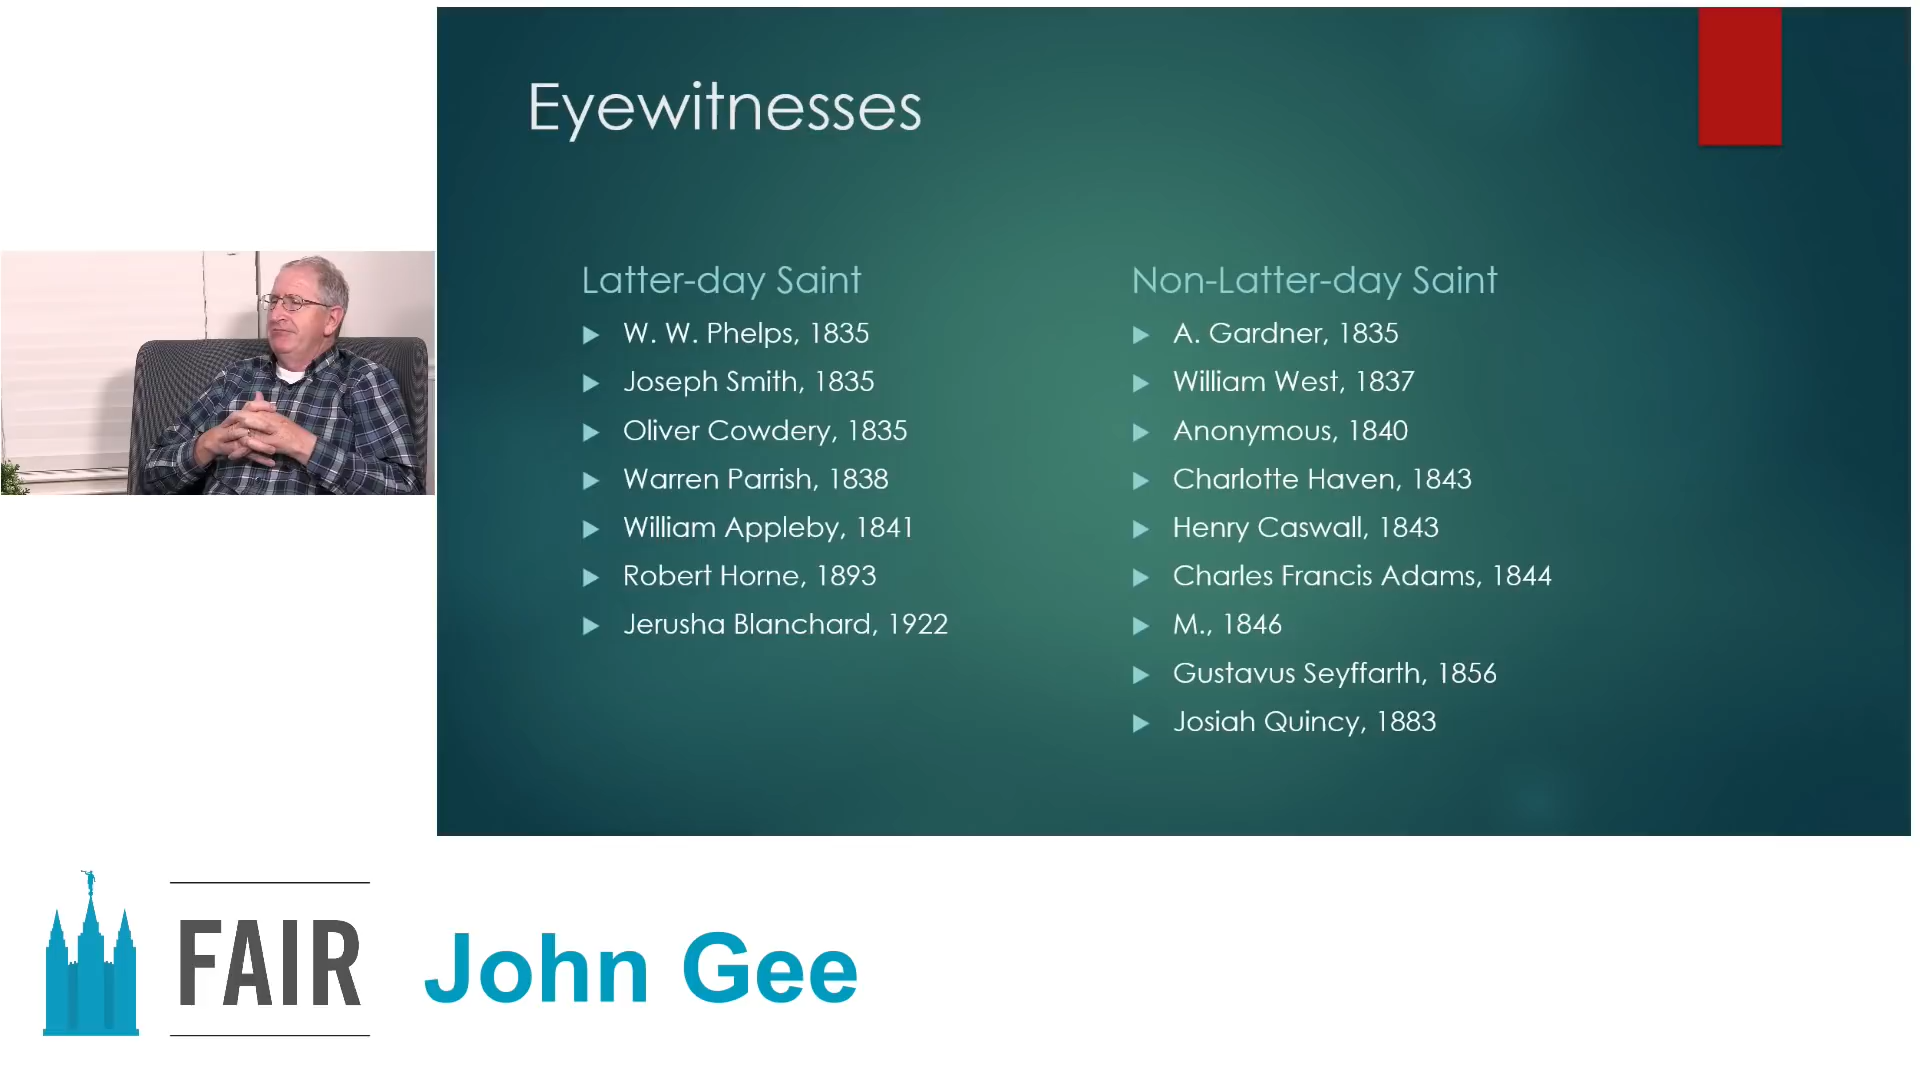 Eyewitnesses
Latter-day Saint
W. W. Phelps, 1835
Joseph Smith, 1835
Oliver Cowdery, 1835
Warren Parrish, 1838
William Appleby, 1841
Robert Horne, 1893
Jerusha Blanchard, 1922
Non-Latter-day Saint
A. Gardner, 1835
William West, 1837
Anonymous, 1840
Charlotte Haven, 1843
Henry Caswall, 1843
Charles Francis Adams, 1844
M., 1846
Gustavus Seyffarth, 1856
Josiah Quincy, 1883
FAIR
John Gee